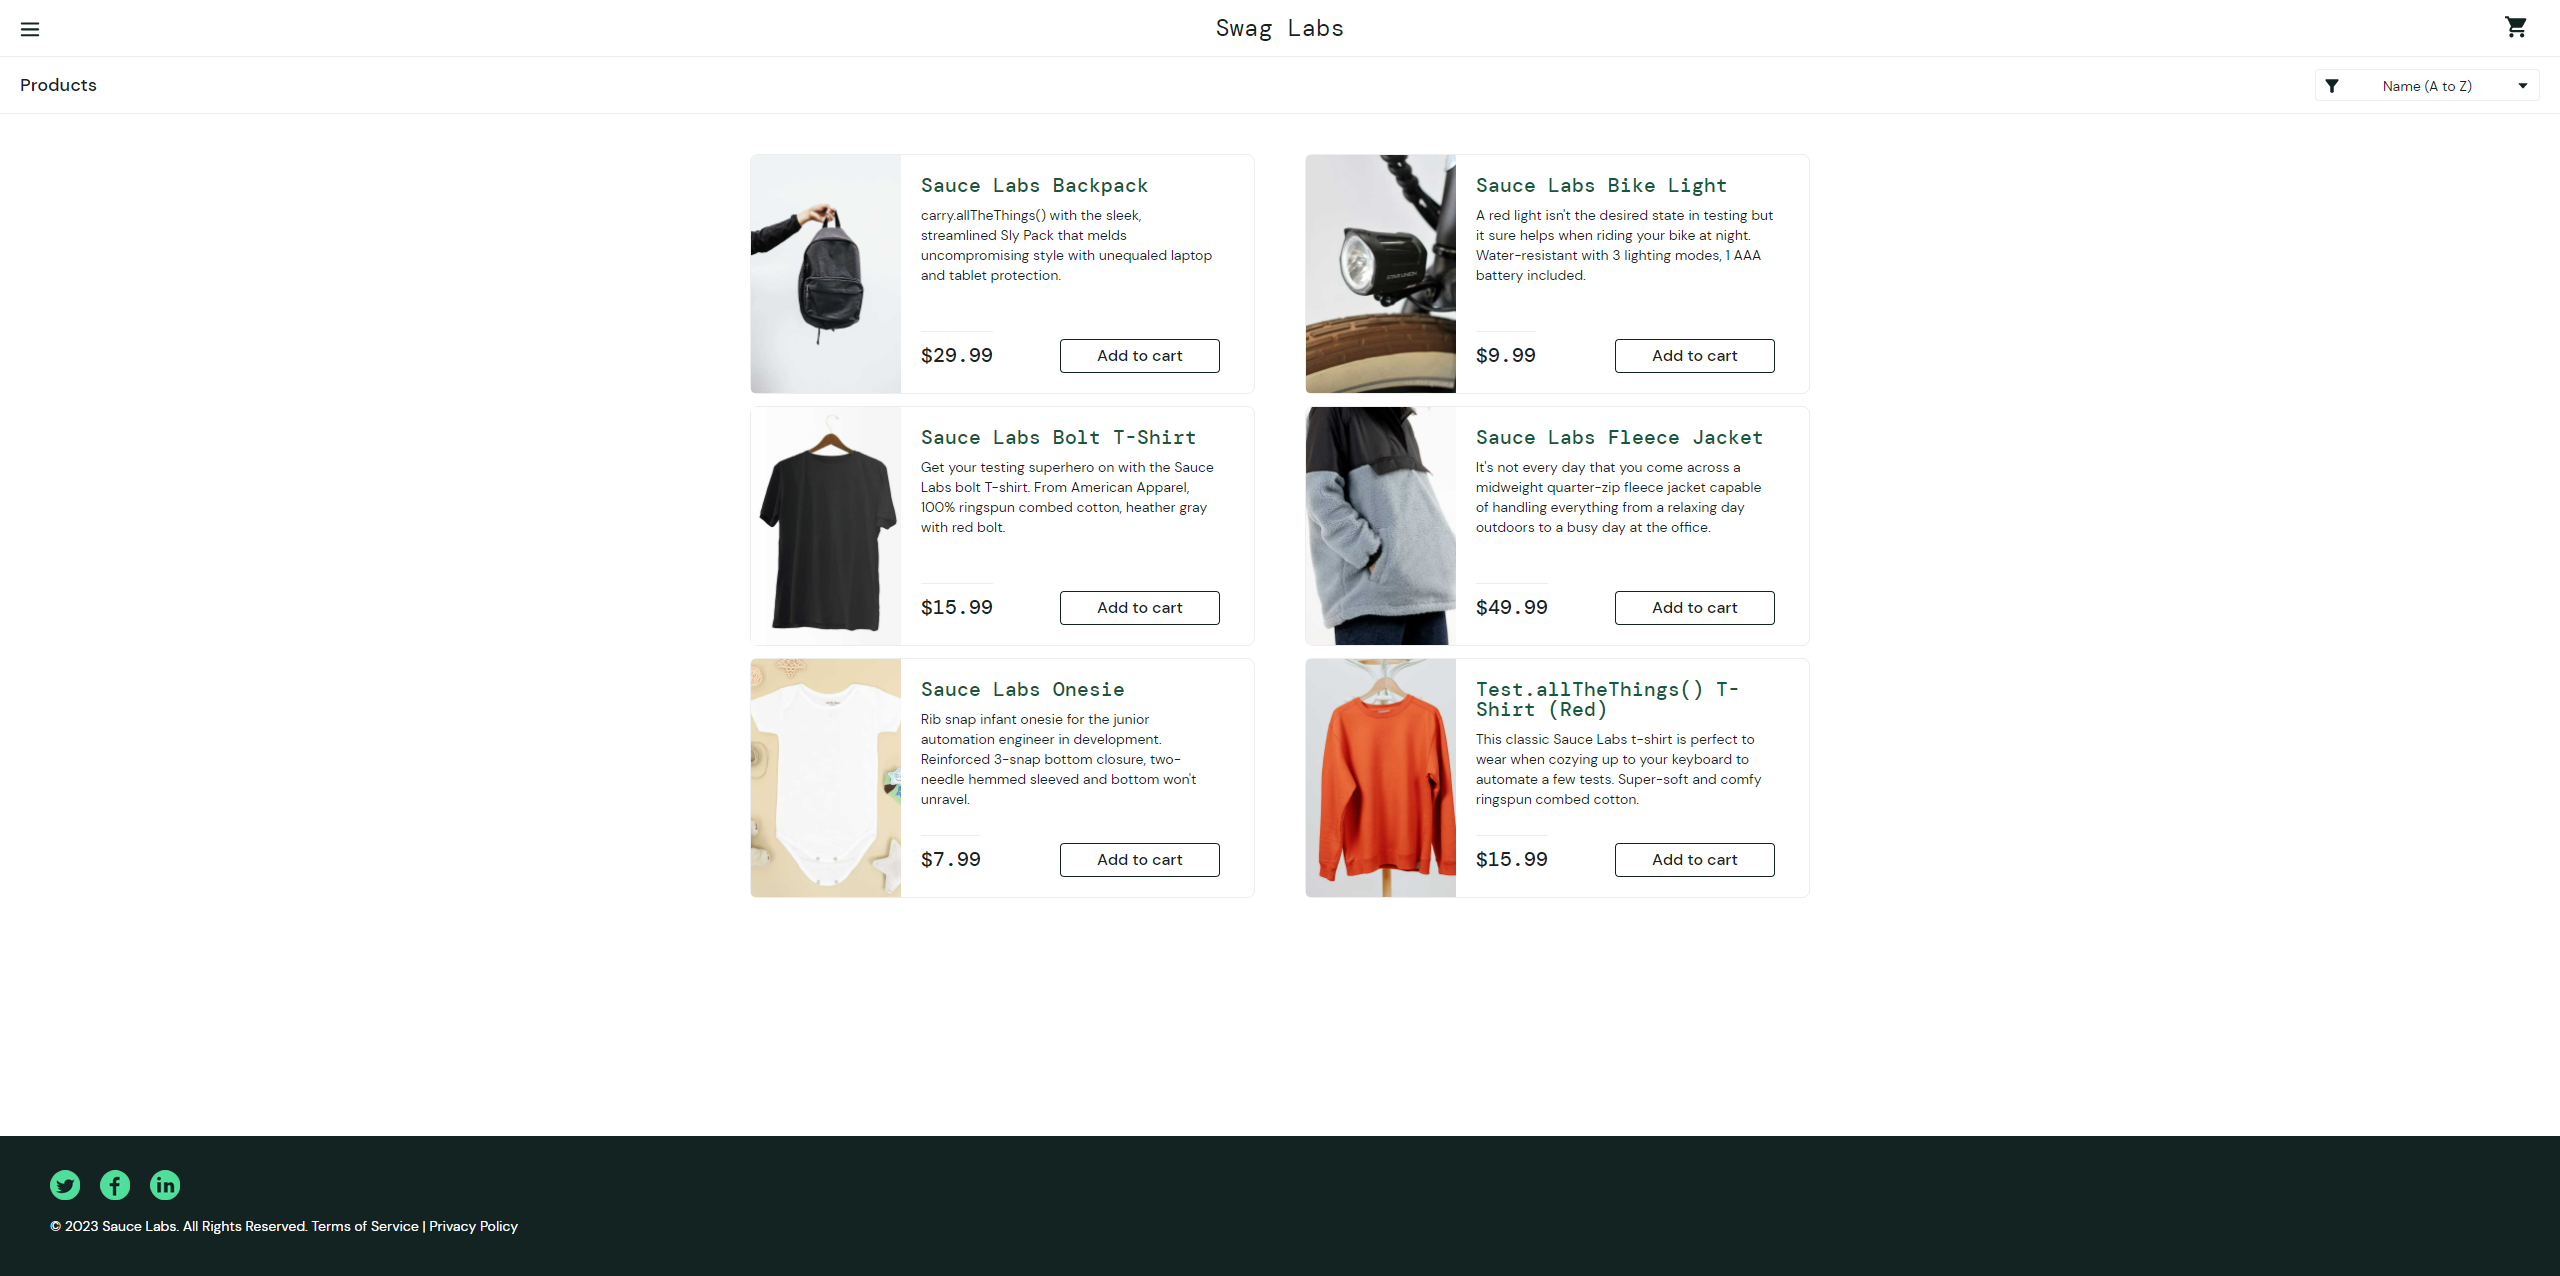 Swag Labs
Products
Name (A to Z)
Sauce Labs Backpack
carry.allTheThings() with the sleek,
streamlined Sly Pack that melds
uncompromising style with unequaled laptop
and tablet protection.
$29.99
Add to cart
Sauce Labs Bike Light
A red light isn't the desired state in testing but
it sure helps when riding your bike at night.
Water-resistant with 3 lighting modes, 1 AAA
battery included.
$9.99
Add to cart
Sauce Labs Bolt T-Shirt
Get your testing superhero on with the Sauce
Labs bolt T-shirt. From American Apparel,
100% ringspun combed cotton, heather gray
with red bolt.
$15.99
Add to cart
Sauce Labs Fleece Jacket
It's not every day that you come across a
midweight quarter-zip fleece jacket capable
of handling everything from a relaxing day
outdoors to a busy day at the office.
$49.99
Add to cart
Sauce Labs Onesie
Rib snap infant onesie for the junior
automation engineer in development.
Reinforced 3-snap bottom closure, two-
needle hemmed sleeved and bottom won't
unravel.
$7.99
Add to cart
Test.allTheThings() T-
Shirt (Red)
This classic Sauce Labs t-shirt is perfect to
wear when cozying up to your keyboard to
automate a few tests. Super-soft and comfy
ringspun combed cotton.
$15.99
Add to cart
© 2023 Sauce Labs. All Rights Reserved. Terms of Service | Privacy Policy